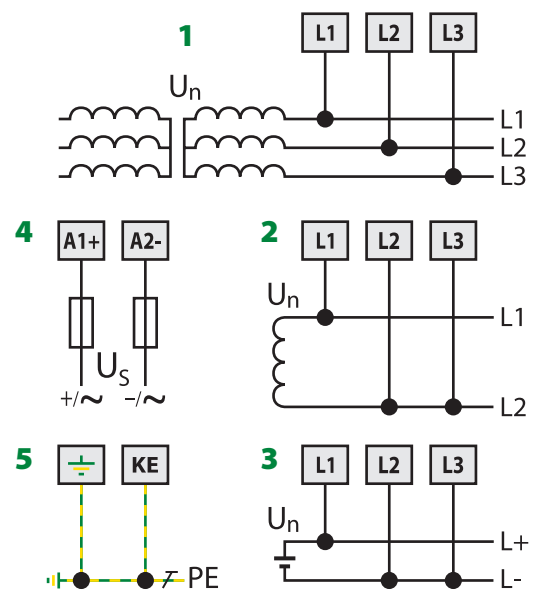 1 L1 L2 L3
Un
L1
L2
L3
4 A1+ A2- 2 L1 L2 L3
Un
L1
US
+/~ -/~
L2
5 KE 3 L1 L2 L3
Un
L+
PE L-